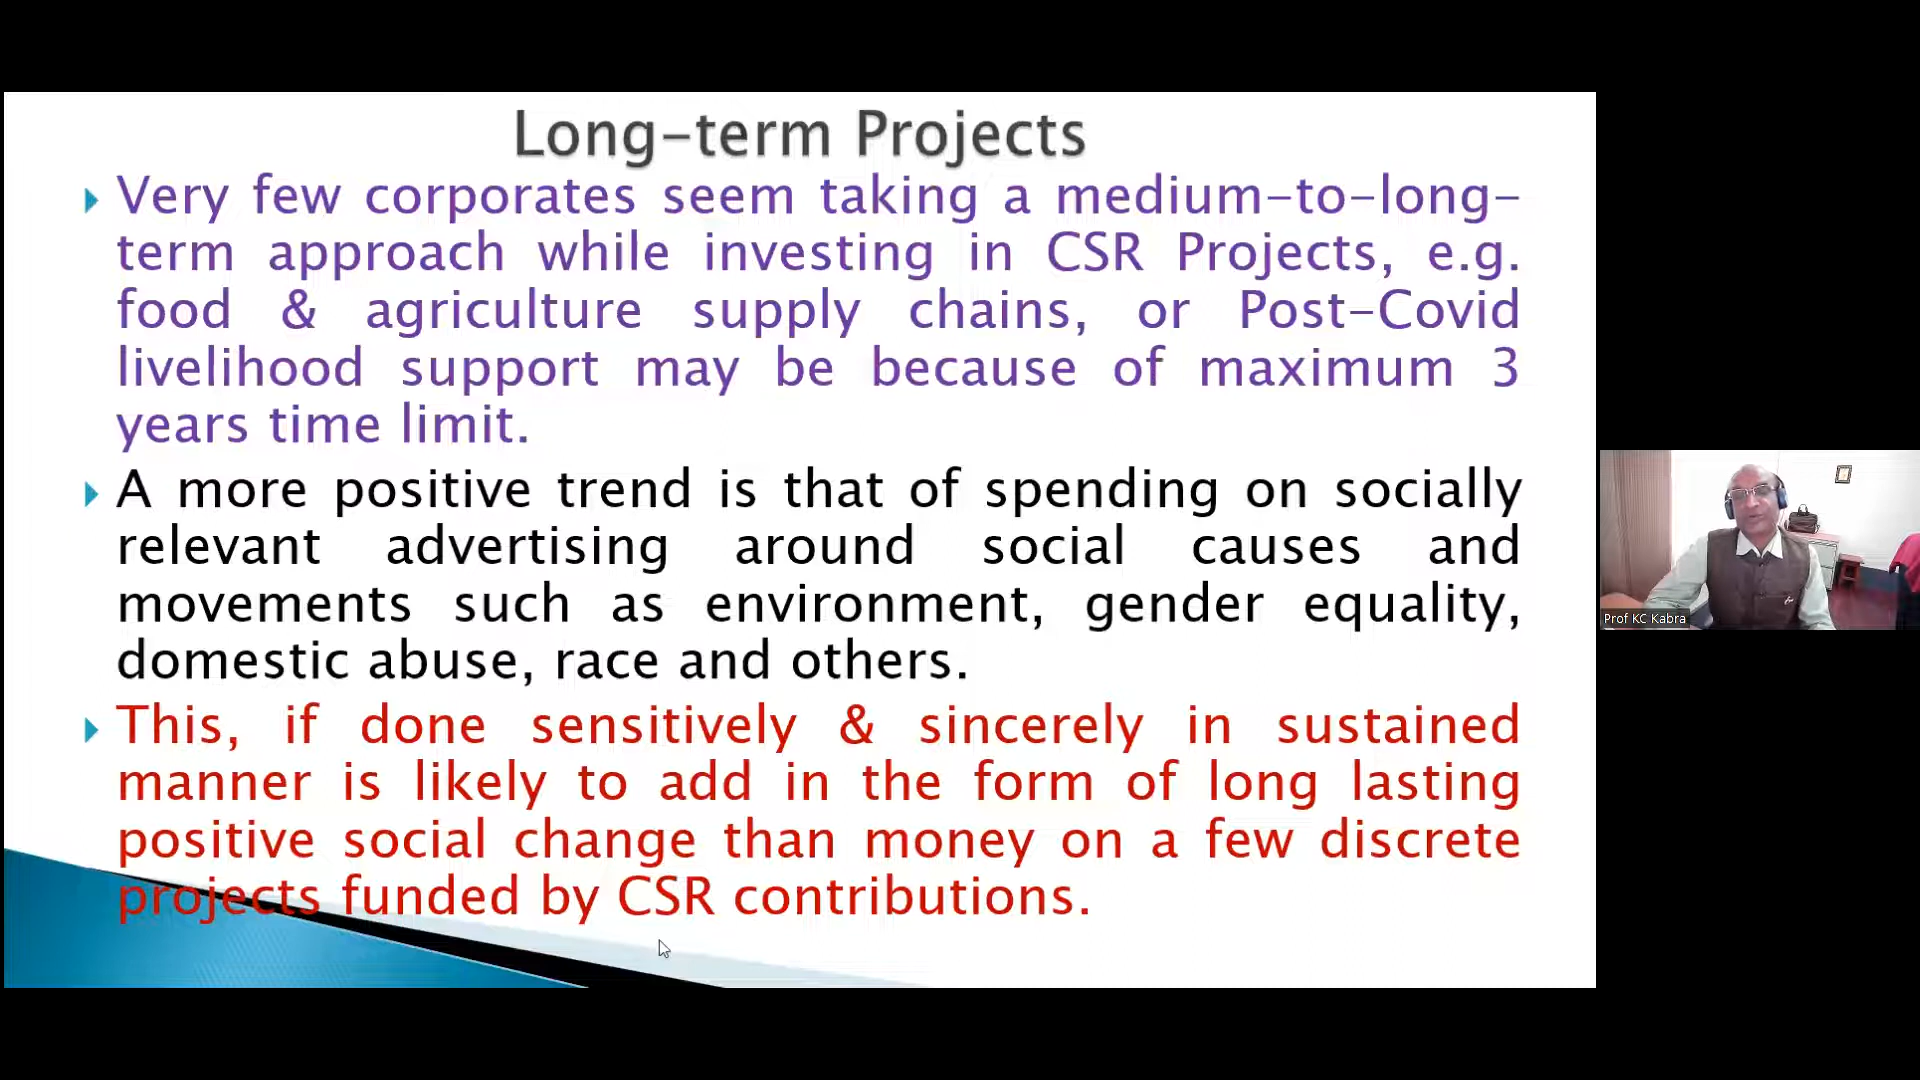 Long-term Projects
Very few corporates seem taking a medium-to-long-
term approach while investing in CSR Projects, e.g.
food & agriculture supply chains, or Post-Covid
livelihood support may be because of maximum 3
years time limit.
A more positive trend is that of spending on socially
relevant advertising around social causes and
movements such as environment, gender equality,
domestic abuse, race and others.
This, if done sensitively & sincerely in sustained
manner is likely to add in the form of long lasting
positive social change than money on a few discrete
projects funded by CSR contributions.
Prof KC Kabra